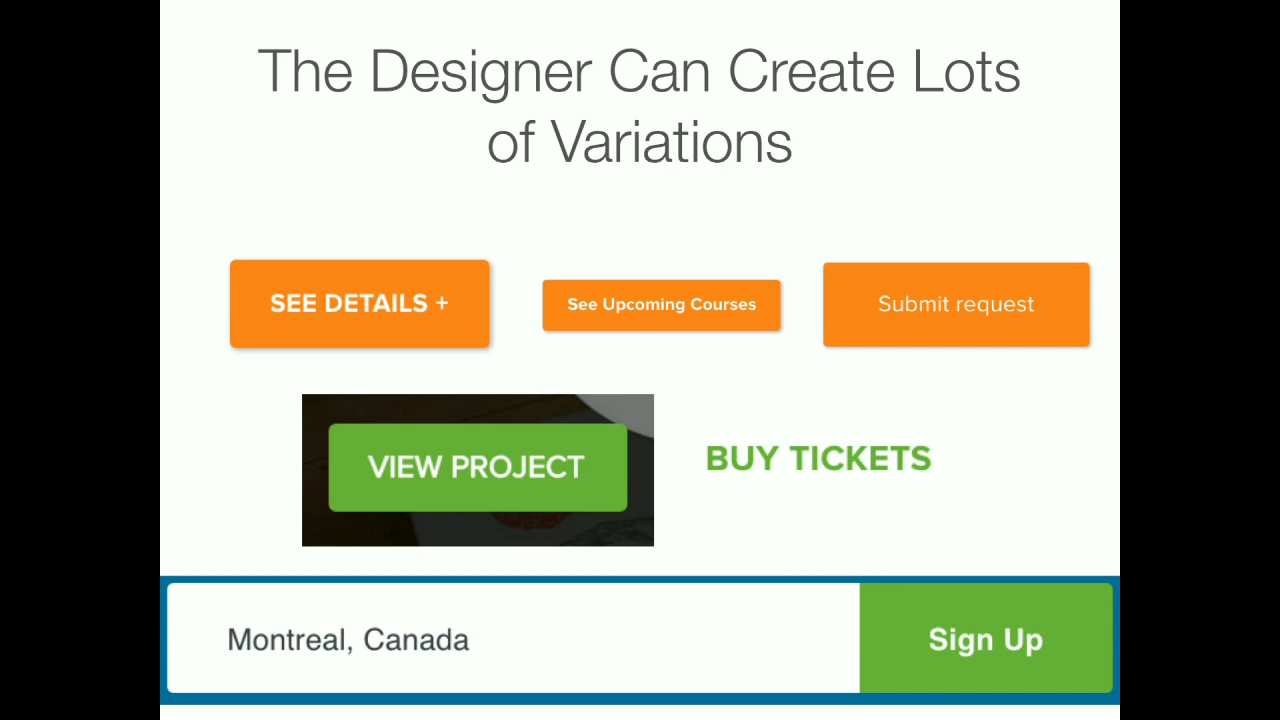 The Designer Can Create Lots
of Variations
SEE DETAILS +
See Upcoming Courses
Submit request
VIEW PROJECT
BUY TICKETS
Montreal, Canada
Sign Up